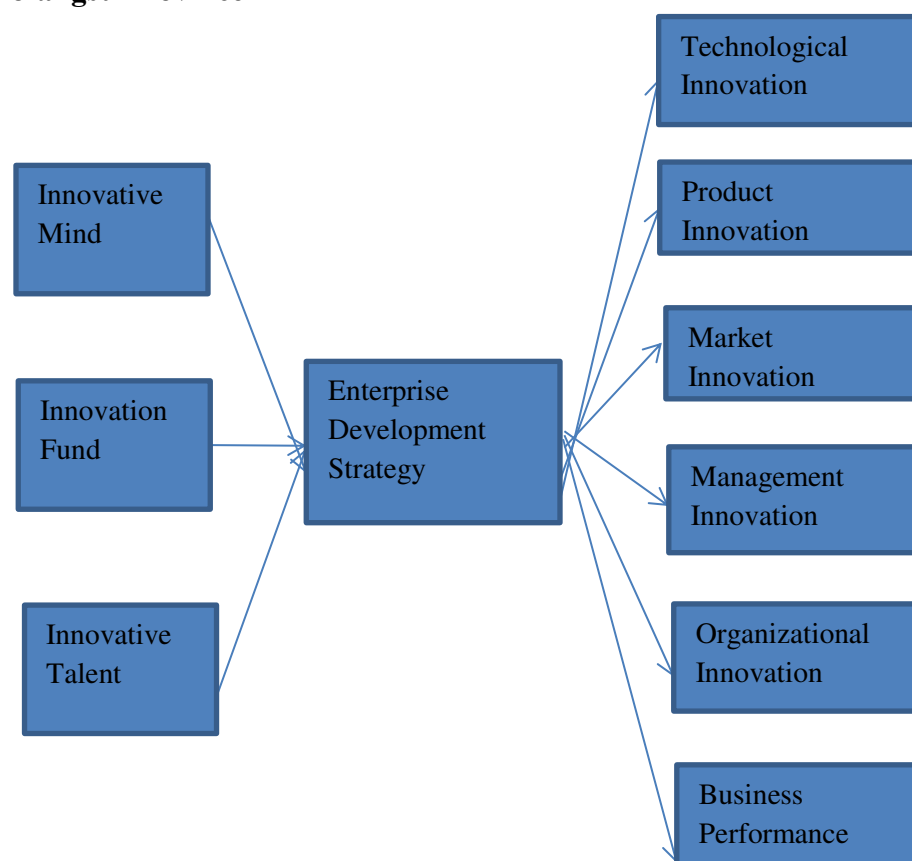 Technological
Innovation
Innovative
Mind
Product
Innovation
Market
Innovation
Innovation
Fund
Enterprise
Development
Strategy
Management
Innovation
Innovative
Talent
Organizational
Innovation
Business
Performance